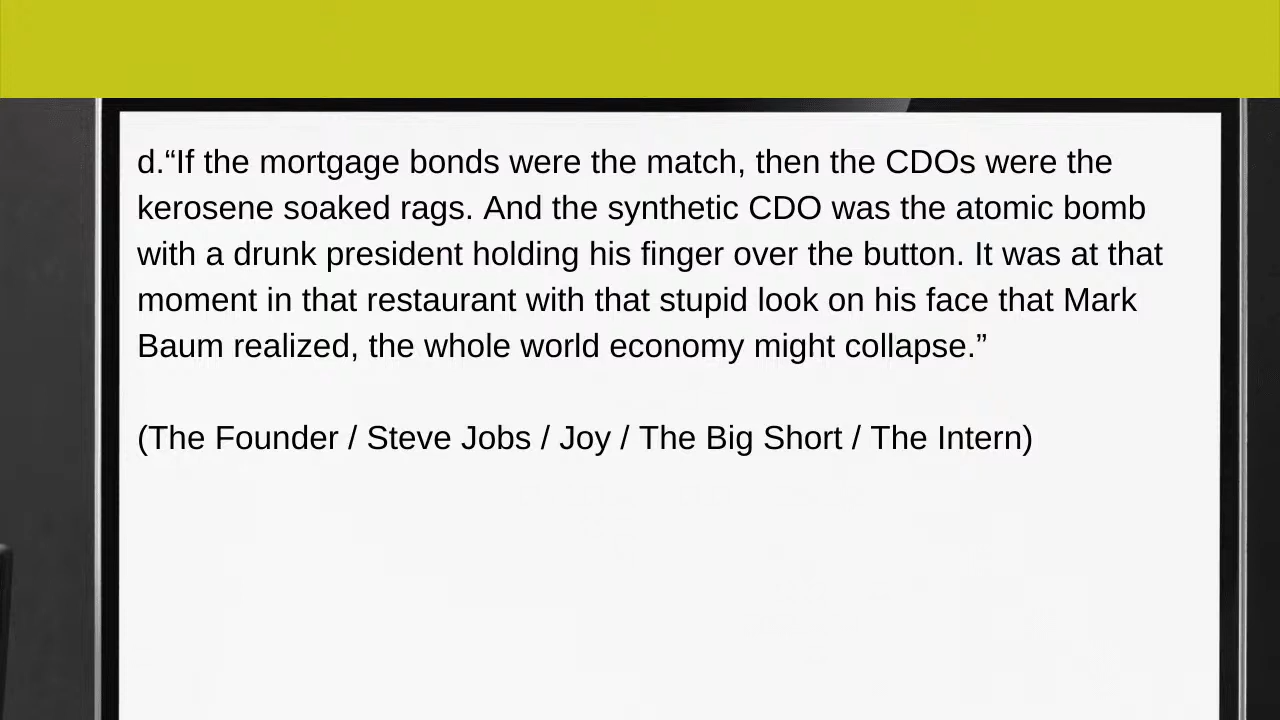 d.“If the mortgage bonds were the match, then the CDOs were the
kerosene soaked rags. And the synthetic CDO was the atomic bomb
with a drunk president holding his finger over the button. It was at that
moment in that restaurant with that stupid look on his face that Mark
Baum realized, the whole world economy might collapse.”
(The Founder / Steve Jobs / Joy / The Big Short / The Intern)